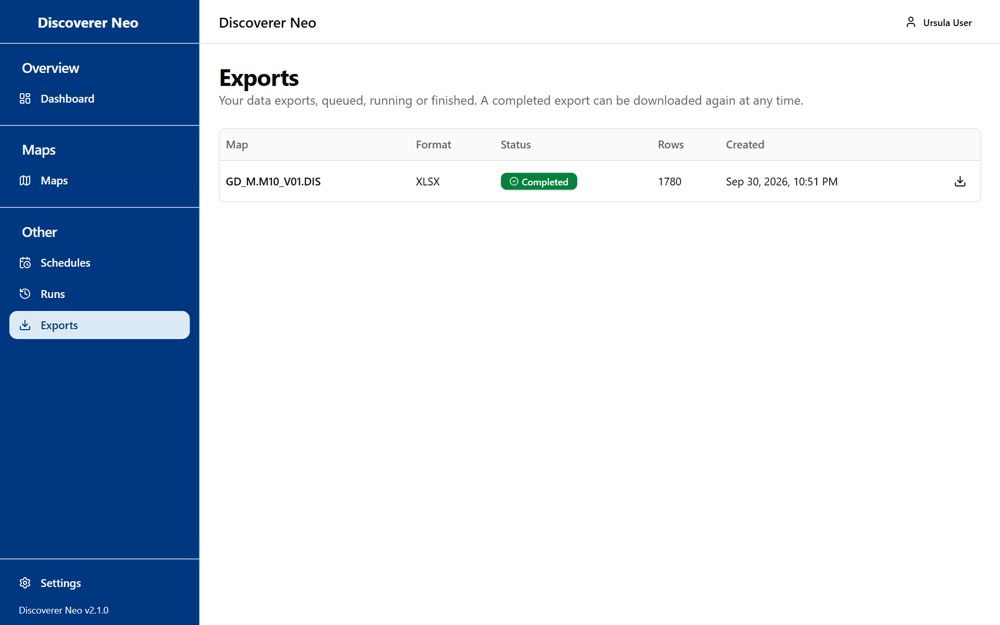 Discoverer Neo
Overview
Dashboard
Maps
Maps
Other
Schedules
Runs
Exports
Settings
Discoverer Neo v2.1.0
Discoverer Neo
Ursula User
Exports
Your data exports, queued, running or finished. A completed export can be downloaded again at any time.
Map Format Status Rows Created
GD_M.M10_V01.DIS XLSX Completed 1780 Sep 30, 2026, 10:51 PM